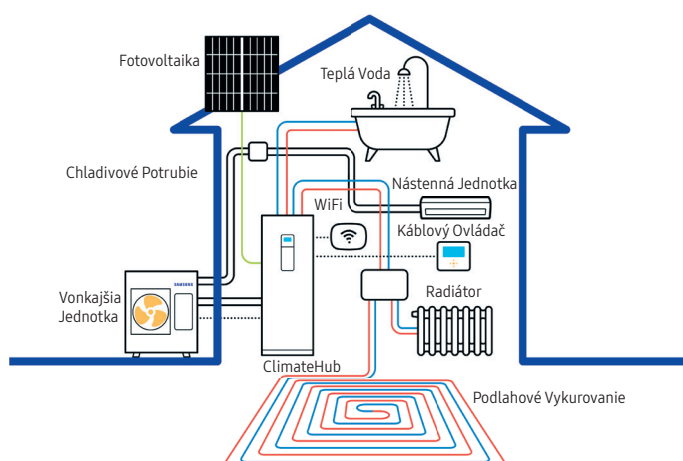 Fotovoltaika
Teplá Voda
Chladivové Potrubie
Nástenná Jednotka
WiFi
Káblový Ovládač
SAMSUNG
Vonkajšia
Jednotka
Radiátor
ClimateHub
Podlahové Vykurovanie